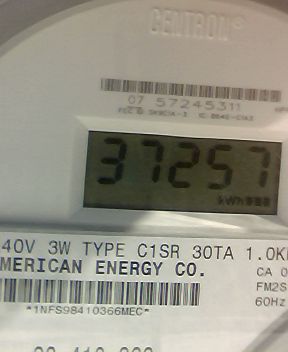 CENTRON®
07 57245311
37257
kWh 888
40V 3W TYPE C1SR 30TA 1.0K
MERICAN ENERGY CO.
CA 0
FM2S
60Hz
*1NFS98410366MEC*